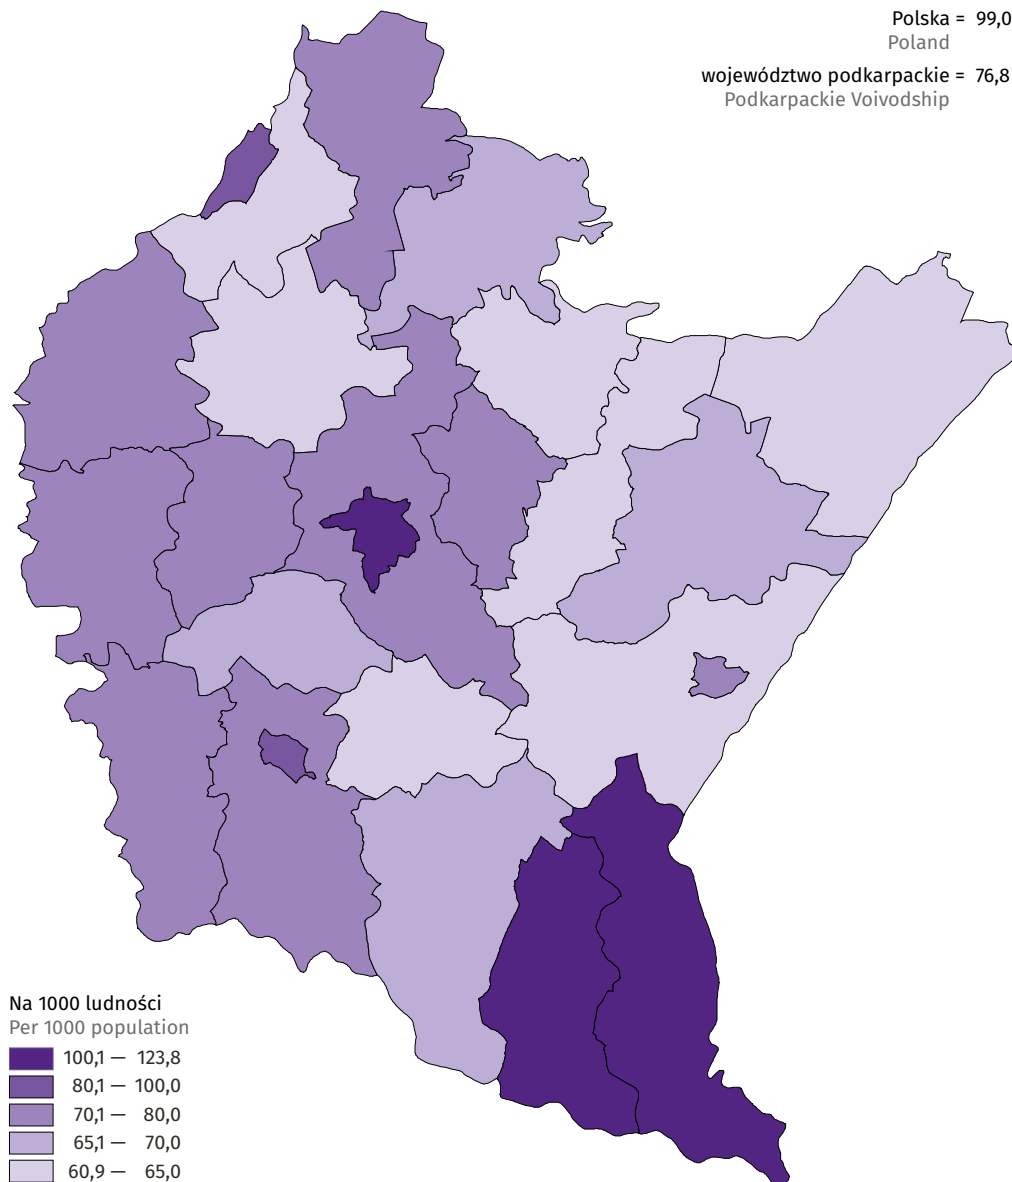 Polska = 99,0
Poland
województwo podkarpackie = 76,8
Podkarpackie Voivodship
Na 1000 ludności
Per 1000 population
100,1 — 123,8
80,1 — 100,0
70,1 — 80,0
65,1 — 70,0
60,9 — 65,0